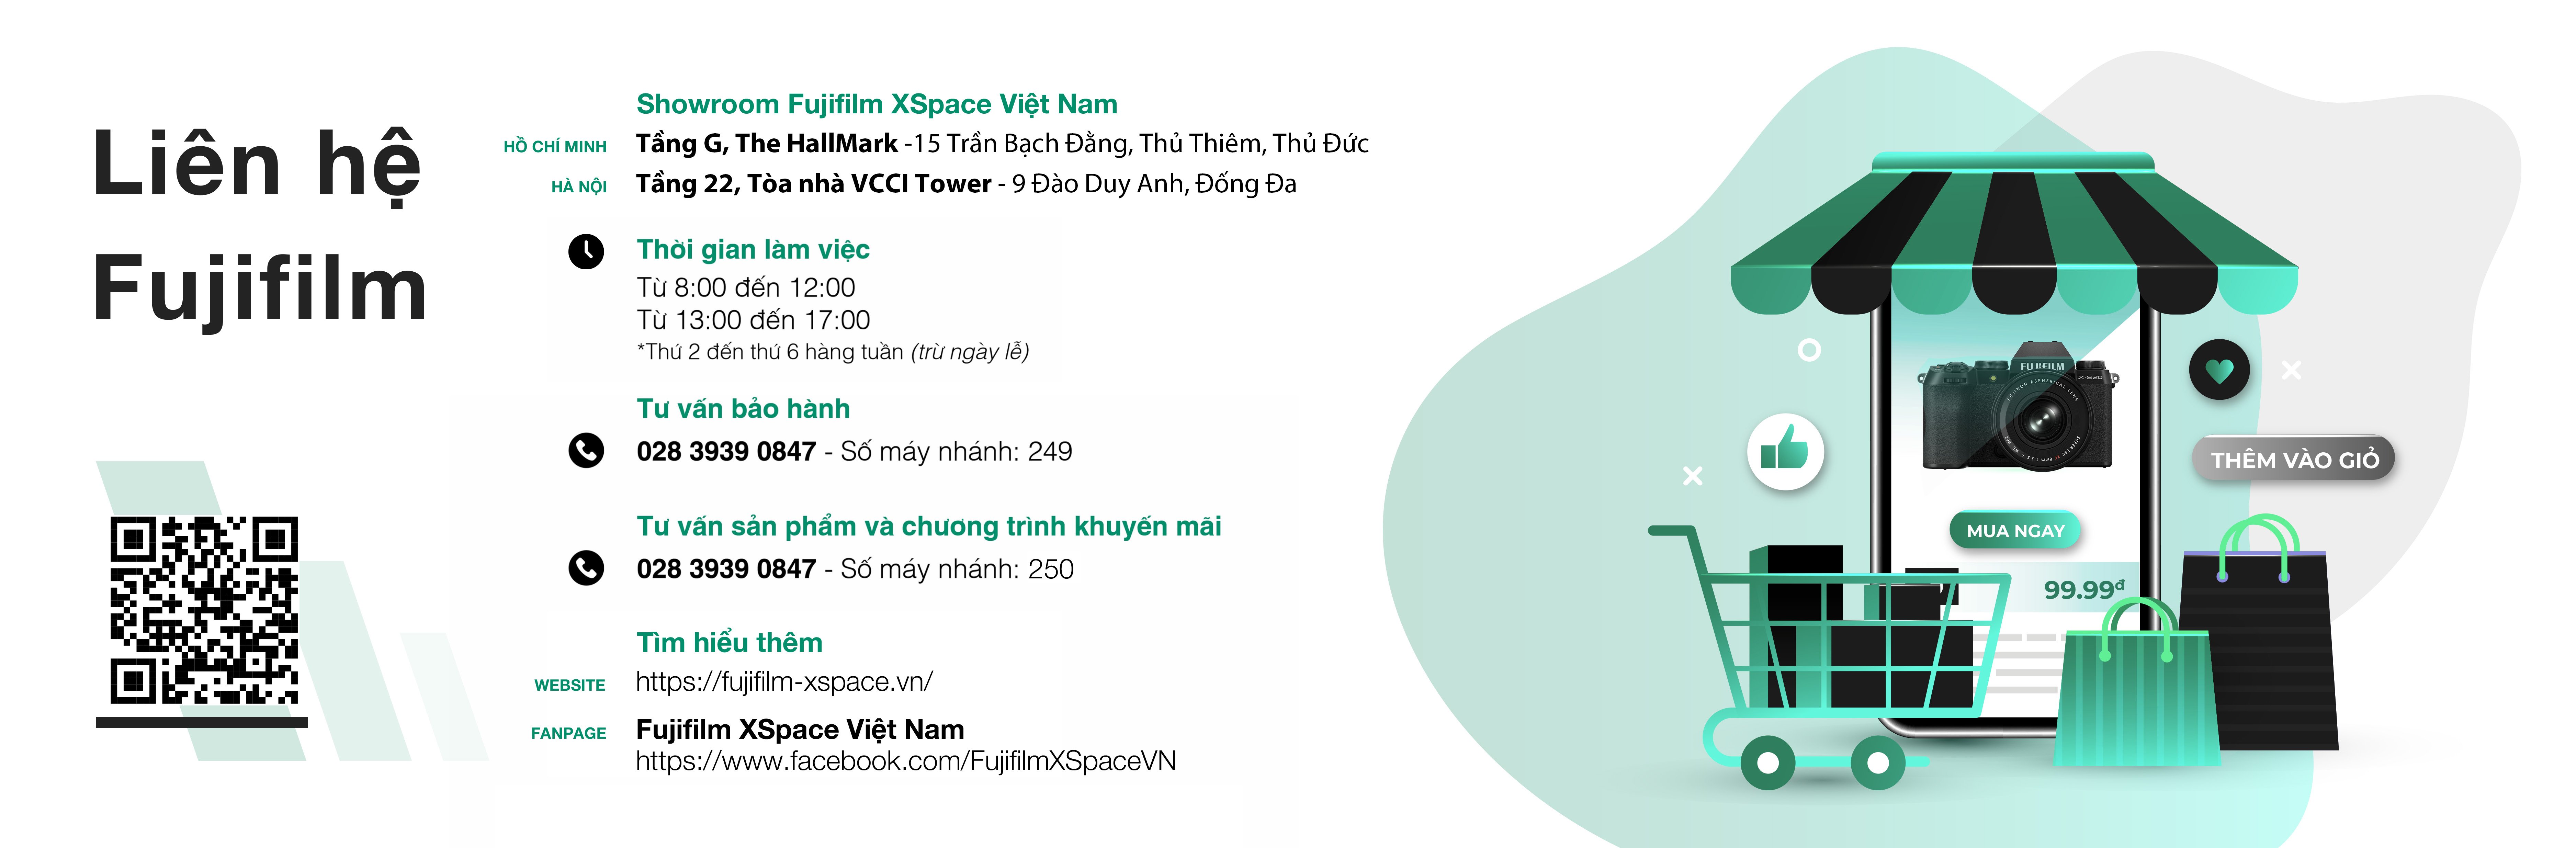 Liên hệ
Fujifilm
Showroom Fujifilm XSpace Việt Nam
HỒ CHÍ MINH Tầng G, The HallMark -15 Trần Bạch Đằng, Thủ Thiêm, Thủ Đức
HÀ NỘI Tầng 22, Tòa nhà VCCI Tower - 9 Đào Duy Anh, Đống Đa
Thời gian làm việc
Từ 8:00 đến 12:00
Từ 13:00 đến 17:00
*Thứ 2 đến thứ 6 hàng tuần (trừ ngày lễ)
Tư vấn bảo hành
028 3939 0847 - Số máy nhánh: 249
Tư vấn sản phẩm và chương trình khuyến mãi
028 3939 0847 - Số máy nhánh: 250
Tìm hiểu thêm
WEBSITE https://fujifilm-xspace.vn/
FANPAGE Fujifilm XSpace Việt Nam
https://www.facebook.com/FujifilmXSpaceVN
FUJIFILM
X-S20
FUJINON ASPHERICAL LENS
THÊM VÀO GIỎ
MUA NGAY
99.99đ